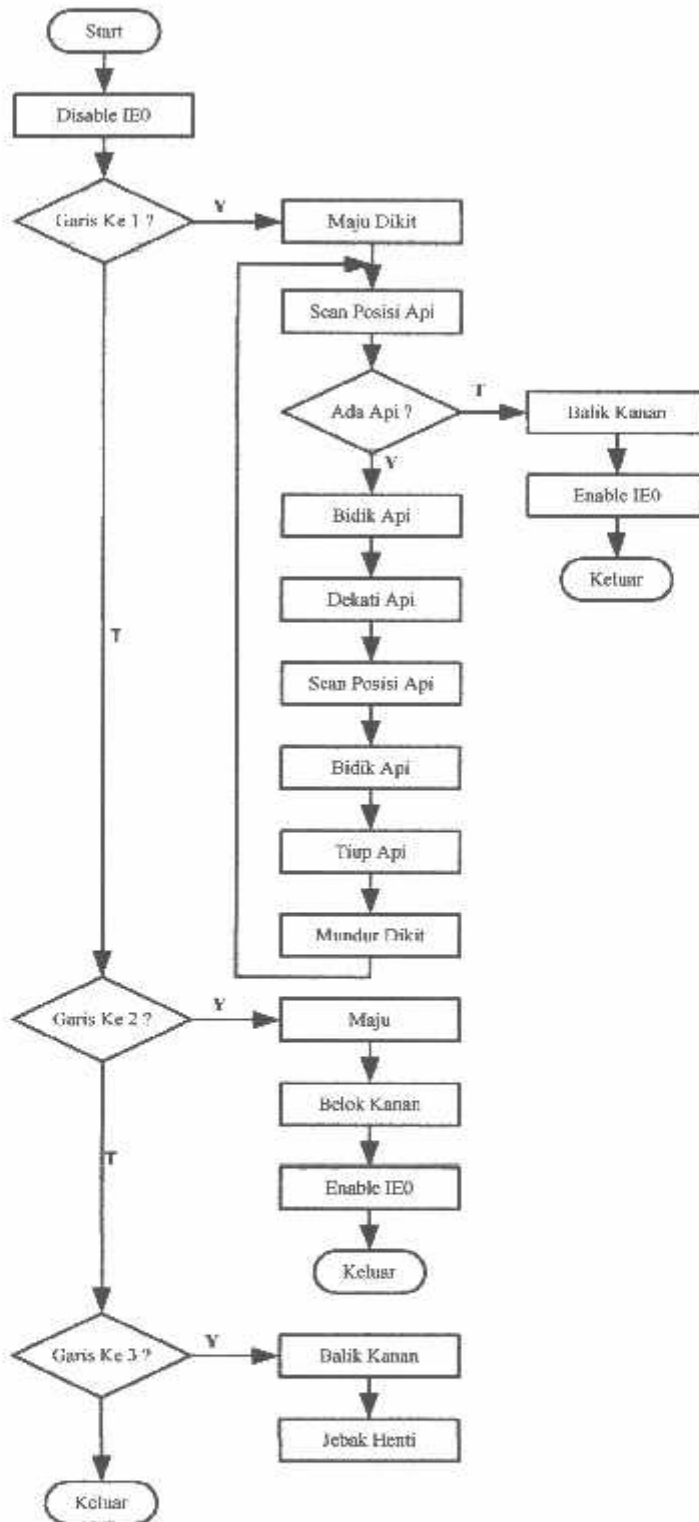 Start
Disable IE0
Garis Ke 1 ?
Y
Maju Dikit
Scan Posisi Api
Ada Api ?
T
Balik Kanan
Y
Enable IE0
Bidik Api
Keluar
Dekati Api
T
Scan Posisi Api
Bidik Api
Tiup Api
Mundur Dikit
Garis Ke 2 ?
Y
Maju
Belok Kanan
T
Enable IE0
Keluar
Garis Ke 3 ?
Y
Balik Kanan
Jebak Henti
Keluar